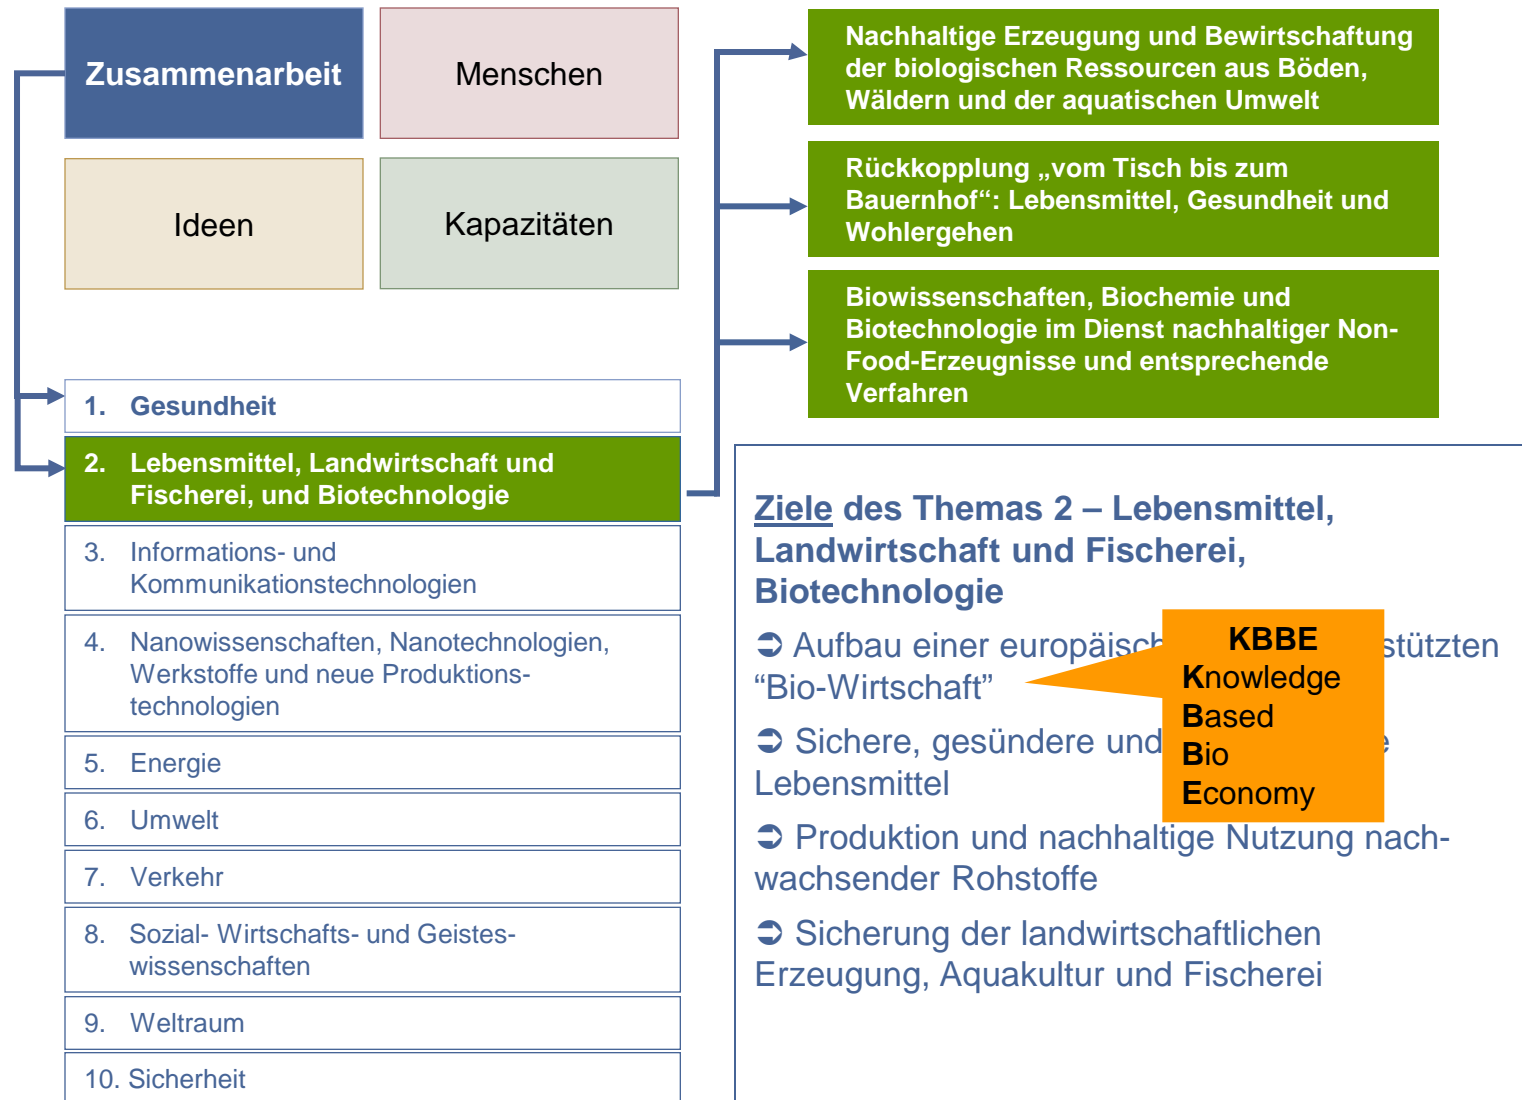 Zusammenarbeit
Menschen
Ideen
Kapazitäten
1. Gesundheit
2. Lebensmittel, Landwirtschaft und
Fischerei, und Biotechnologie
3. Informations- und
Kommunikationstechnologien
4. Nanowissenschaften, Nanotechnologien,
Werkstoffe und neue Produktions-
technologien
5. Energie
6. Umwelt
7. Verkehr
8. Sozial- Wirtschafts- und Geistes-
wissenschaften
9. Weltraum
10. Sicherheit
Nachhaltige Erzeugung und Bewirtschaftung
der biologischen Ressourcen aus Böden,
Wäldern und der aquatischen Umwelt
Rückkopplung „vom Tisch bis zum
Bauernhof“: Lebensmittel, Gesundheit und
Wohlergehen
Biowissenschaften, Biochemie und
Biotechnologie im Dienst nachhaltiger Non-
Food-Erzeugnisse und entsprechende
Verfahren
Ziele des Themas 2 – Lebensmittel,
Landwirtschaft und Fischerei,
Biotechnologie
➲ Aufbau einer stützten
“Bio-Wirtschaft”
➲ Sichere, gesündere und
Lebensmittel
➲ Produktion und nachhaltige Nutzung nach-
wachsender Rohstoffe
➲ Sicherung der landwirtschaftlichen
Erzeugung, Aquakultur und Fischerei
KBBE
Knowledge
Based
Bio
Economy